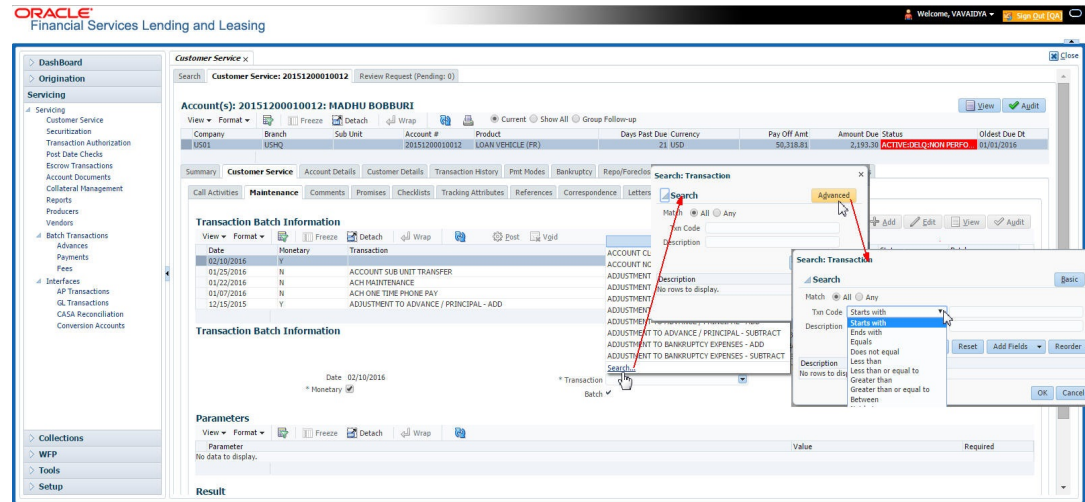 ORACLE
Financial Services Lending and Leasing
Welcome, VAVAIDYA
Sign Out [QA]
Close
DashBoard
Origination
Servicing
Servicing
Customer Service
Securitization
Transaction Authorization
Post Date Checks
Escrow Transactions
Account Documents
Collateral Management
Reports
Producers
Vendors
Batch Transactions
Advances
Payments
Fees
Interfaces
AP Transactions
GL Transactions
CASA Reconciliation
Conversion Accounts
Collections
WFP
Tools
Setup
Customer Service x
Search Customer Service: 20151200010012 Review Request (Pending: 0)
Account(s): 20151200010012: MADHU BOBBURI
View Audit
View Format Freeze Detach Wrap Current Show All Group Follow-up
Company Branch Sub Unit Account # Product Days Past Due Currency Pay Off Amt Amount Due Status Oldest Due Dt
US01 USHQ 20151200010012 LOAN VEHICLE (FR) 21 USD 50,318.81 2,193.30 ACTIVE:DELQ:NON PERFO... 01/01/2016
Summary Customer Service Account Details Customer Details Transaction History Pmt Modes Bankruptcy Repo/Foreclos
Call Activities Maintenance Comments Promises Checklists Tracking Attributes References Correspondence Letters
Transaction Batch Information
Add Edit View Audit
View Format Freeze Detach Wrap Post Void
Date Monetary Transaction
02/10/2016 Y
01/25/2016 N ACCOUNT SUB UNIT TRANSFER
01/22/2016 N ACH MAINTENANCE
01/07/2016 N ACH ONE TIME PHONE PAY
12/15/2015 Y ADJUSTMENT TO ADVANCE / PRINCIPAL - ADD
ACCOUNT CL
ACCOUNT NO
ADJUSTMENT
ADJUSTMENT
ADJUSTMENT
ADJUSTMENT
ADJUSTMENT TO ADVANCE / PRINCIPAL - SUBTRACT
ADJUSTMENT TO BANKRUPTCY EXPENSES - ADD
ADJUSTMENT TO BANKRUPTCY EXPENSES - SUBTRACT
Search...
Search: Transaction x
Search Advanced
Match All Any
Txn Code
Description
Description
No rows to display.
Search: Transaction
Search Basic
Match All Any
Txn Code Starts with
Description
Starts with
Ends with
Equals
Does not equal
Less than
Less than or equal to
Greater than
Greater than or equal to
Between
Reset Add Fields Reorder
Description
No rows to disp
OK Cancel
Transaction Batch Information
Date 02/10/2016
* Monetary
* Transaction
Batch
Parameters
View Format Freeze Detach Wrap
Parameter Value Required
No data to display.
Result